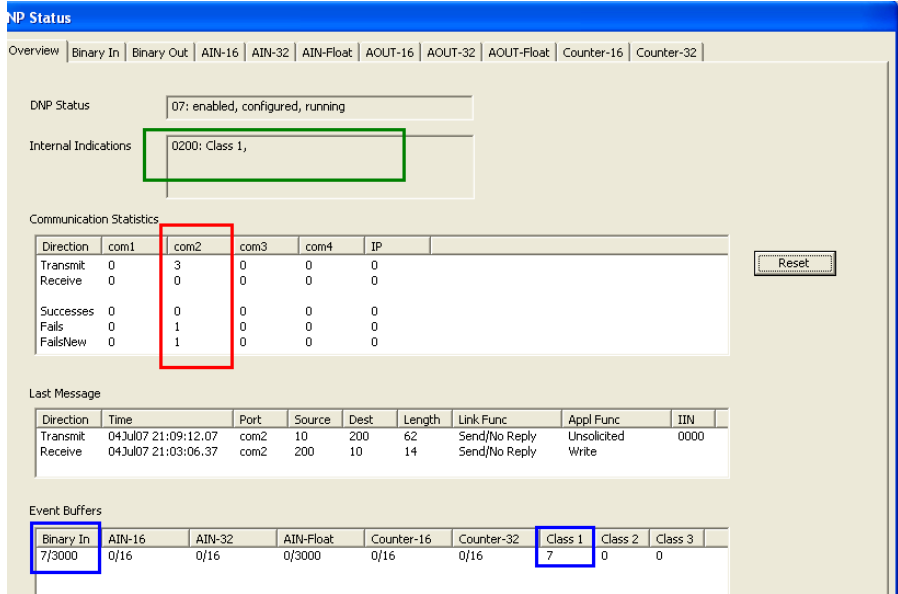 NP Status
Overview Binary In Binary Out AIN-16 AIN-32 AIN-Float AOUT-16 AOUT-32 AOUT-Float Counter-16 Counter-32
DNP Status 07: enabled, configured, running
Internal Indications 0200: Class 1,
Communication Statistics
Direction com1 com2 com3 com4 IP
Transmit 0 3 0 0 0
Receive 0 0 0 0 0
Successes 0 0 0 0 0
Fails 0 1 0 0 0
FailsNew 0 1 0 0 0
Reset
Last Message
Direction Time Port Source Dest Length Link Func Appl Func IIN
Transmit 04Jul07 21:09:12.07 com2 10 200 62 Send/No Reply Unsolicited 0000
Receive 04Jul07 21:03:06.37 com2 200 10 14 Send/No Reply Write
Event Buffers
Binary In AIN-16 AIN-32 AIN-Float Counter-16 Counter-32 Class 1 Class 2 Class 3
7/3000 0/16 0/16 0/3000 0/16 0/16 7 0 0